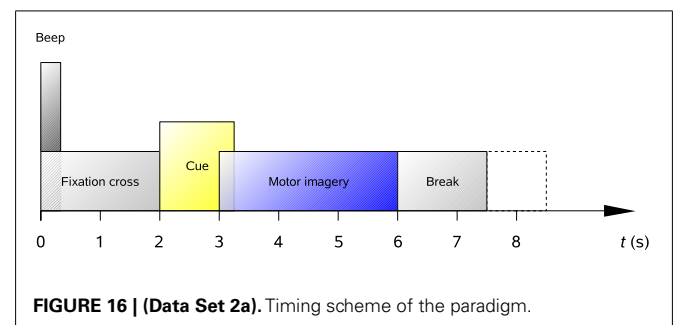 Beep
Fixation cross
Cue
Motor imagery
Break
0 1 2 3 4 5 6 7 8 t (s)
FIGURE 16 | (Data Set 2a). Timing scheme of the paradigm.